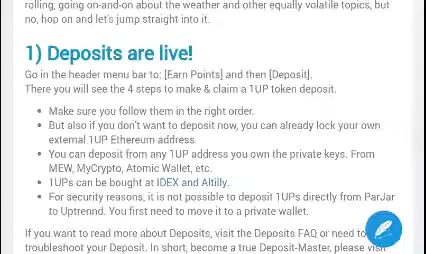 rolling, going on-and-on about the weather and other equally volatile topics, but
no, hop on and let's jump straight into it.
1) Deposits are live!
Go in the header menu bar to: [Earn Points] and then [Deposit].
There you will see the 4 steps to make & claim a 1UP token deposit.
• Make sure you follow them in the right order.
• But also if you don't want to deposit now, you can already lock your own
external 1UP Ethereum address.
• You can deposit from any 1UP address you own the private keys. From
MEW, MyCrypto, Atomic Wallet, etc.
• 1UPs can be bought at IDEX and Altilly.
• For security reasons, it is not possible to deposit 1UPs directly from ParJar
to Uptrennd. You first need to move it to a private wallet.
If you want to read more about Deposits, visit the Deposits FAQ or need to
troubleshoot your Deposit. In short, become a true Deposit-Master, please visit